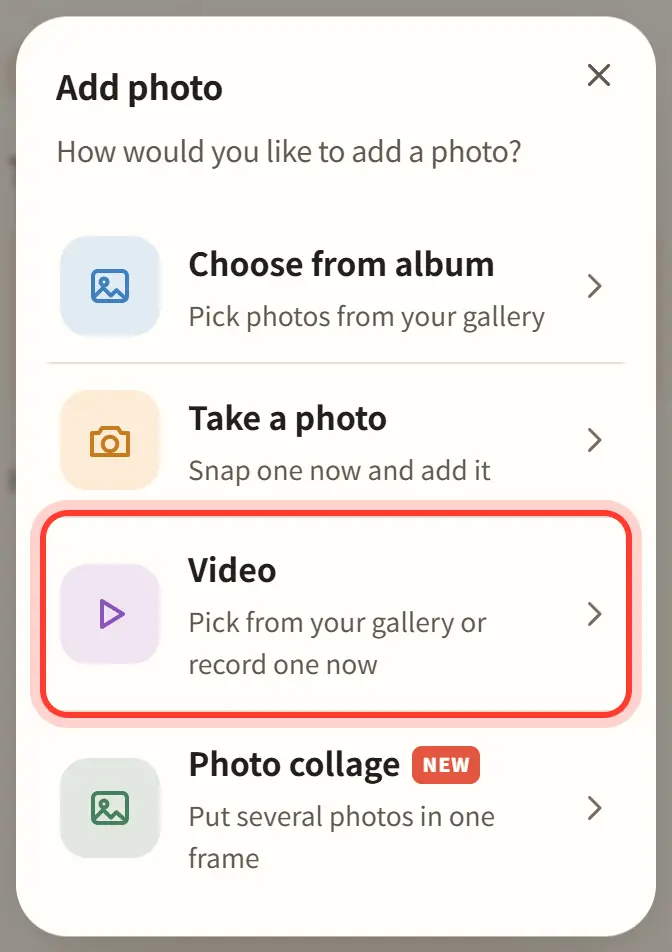 Add photo
How would you like to add a photo?
Choose from album
Pick photos from your gallery
Take a photo
Snap one now and add it
Video
Pick from your gallery or
record one now
Photo collage NEW
Put several photos in one
frame